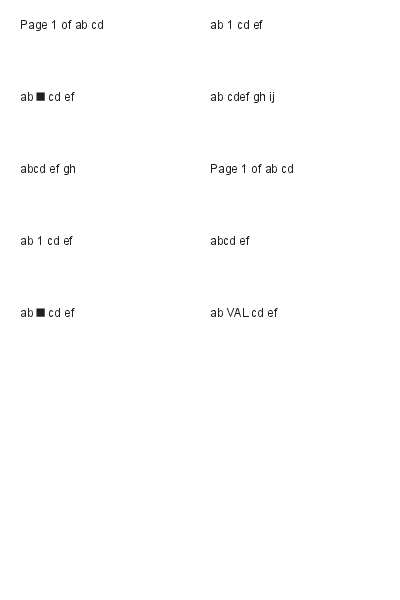 Page 1 of ab cd
ab 1 cd ef
ab ■ cd ef
ab cdef gh ij
abcd ef gh
Page 1 of ab cd
ab 1 cd ef
abcd ef
ab ■ cd ef
ab VAL cd ef